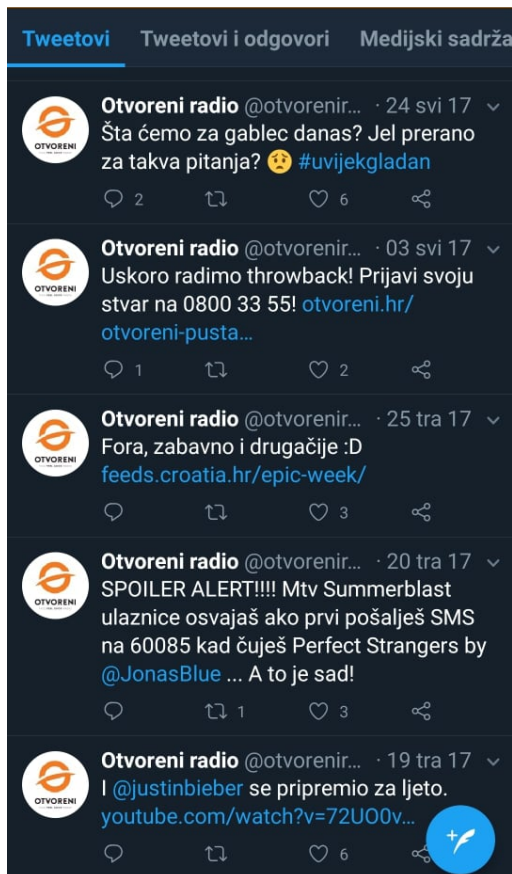 Tweetovi Tweetovi i odgovori Medijski sadrža
Otvoreni radio @otvorenir... · 24 svi 17
Šta ćemo za gablec danas? Jel prerano
za takva pitanja? 😟 #uvijekgladan
2 6
OTVORENI
Otvoreni radio @otvorenir... · 03 svi 17
Uskoro radimo throwback! Prijavi svoju
stvar na 0800 33 55! otvoreni.hr/
otvoreni-pusta...
1 2
OTVORENI
Otvoreni radio @otvorenir... · 25 tra 17
Fora, zabavno i drugačije :D
feeds.croatia.hr/epic-week/
3
OTVORENI
Otvoreni radio @otvorenir... · 20 tra 17
SPOILER ALERT!!!! Mtv Summerblast
ulaznice osvajaš ako prvi pošalješ SMS
na 60085 kad čuješ Perfect Strangers by
@JonasBlue ... A to je sad!
1 3
OTVORENI
Otvoreni radio @otvorenir... · 19 tra 17
I @justinbieber se pripremio za ljeto.
youtube.com/watch?v=72UO0v...
6
OTVORENI